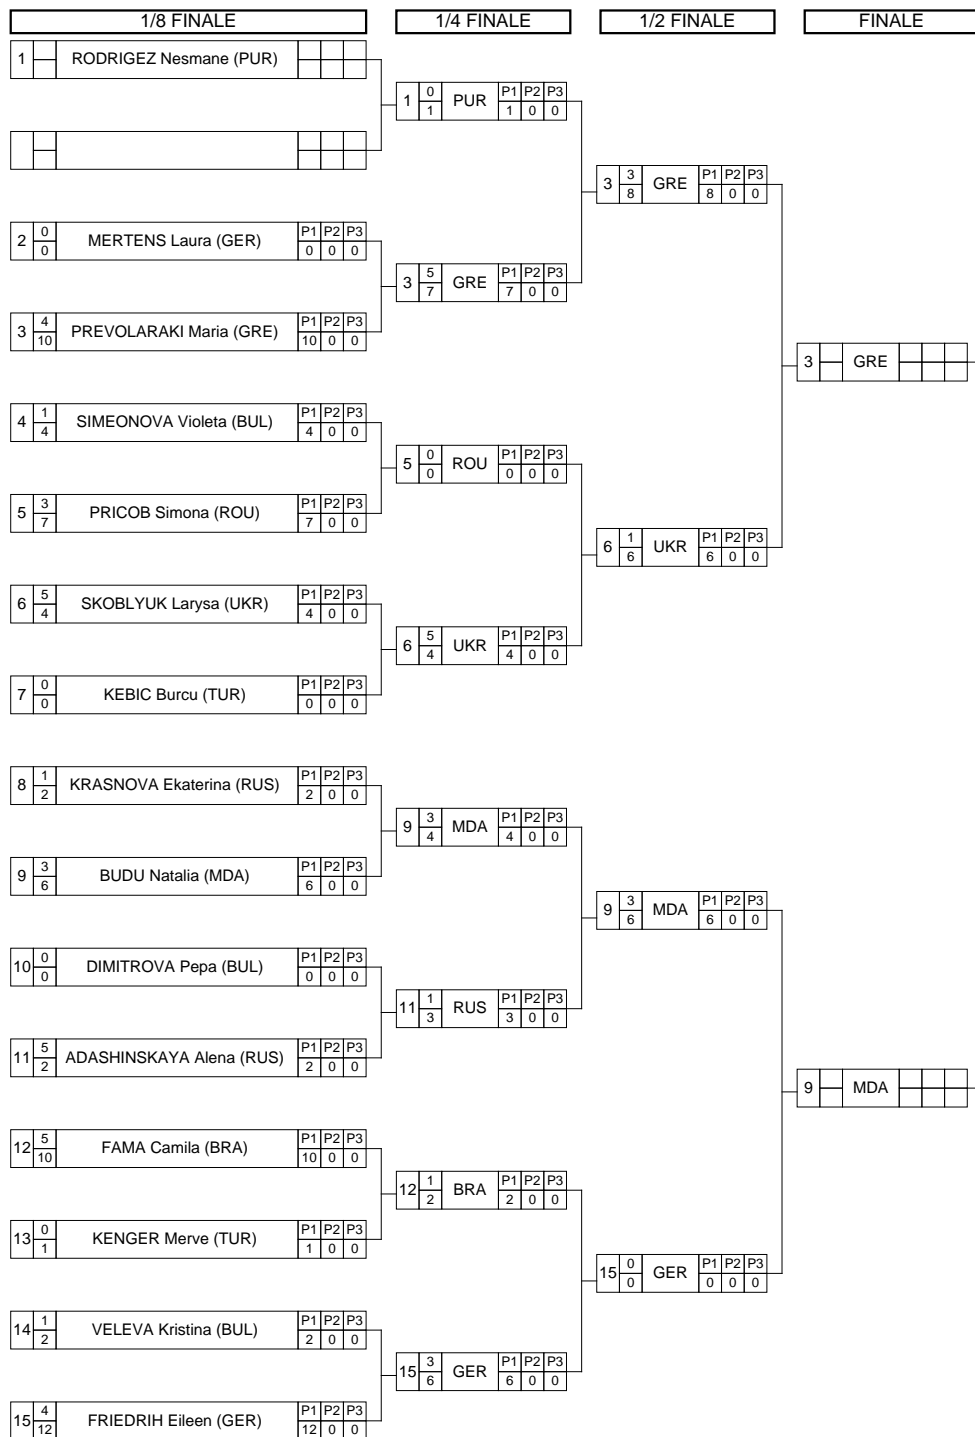 1/8 FINALE 1/4 FINALE 1/2 FINALE FINALE
1 RODRIGEZ Nesmane (PUR)
1 0 1 PUR P1 P2 P3 1 0 0
3 3 8 GRE P1 P2 P3 8 0 0
2 0 0 MERTENS Laura (GER) P1 P2 P3 0 0 0
3 5 7 GRE P1 P2 P3 7 0 0
3 4 10 PREVOLARAKI Maria (GRE) P1 P2 P3 10 0 0
3 GRE
4 1 4 SIMEONOVA Violeta (BUL) P1 P2 P3 4 0 0
5 0 0 ROU P1 P2 P3 0 0 0
5 3 7 PRICOB Simona (ROU) P1 P2 P3 7 0 0
6 1 6 UKR P1 P2 P3 6 0 0
6 5 4 SKOBLYUK Larysa (UKR) P1 P2 P3 4 0 0
6 5 4 UKR P1 P2 P3 4 0 0
7 0 0 KEBIC Burcu (TUR) P1 P2 P3 0 0 0
8 1 2 KRASNOVA Ekaterina (RUS) P1 P2 P3 2 0 0
9 3 4 MDA P1 P2 P3 4 0 0
9 3 6 BUDU Natalia (MDA) P1 P2 P3 6 0 0
9 3 6 MDA P1 P2 P3 6 0 0
10 0 0 DIMITROVA Pepa (BUL) P1 P2 P3 0 0 0
11 1 3 RUS P1 P2 P3 3 0 0
11 5 2 ADASHINSKAYA Alena (RUS) P1 P2 P3 2 0 0
9 MDA
12 5 10 FAMA Camila (BRA) P1 P2 P3 10 0 0
12 1 2 BRA P1 P2 P3 2 0 0
13 0 1 KENGER Merve (TUR) P1 P2 P3 1 0 0
15 0 0 GER P1 P2 P3 0 0 0
14 1 2 VELEVA Kristina (BUL) P1 P2 P3 2 0 0
15 3 6 GER P1 P2 P3 6 0 0
15 4 12 FRIEDRIH Eileen (GER) P1 P2 P3 12 0 0